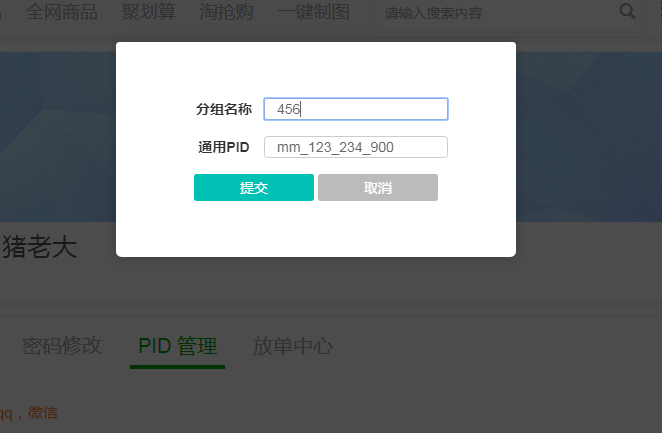 全网商品 聚划算 淘抢购 一键制图 请输入搜索内容
分组名称 456
通用PID mm_123_234_900
提交 取消
猪老大
密码修改 PID 管理 放单中心
qq，微信